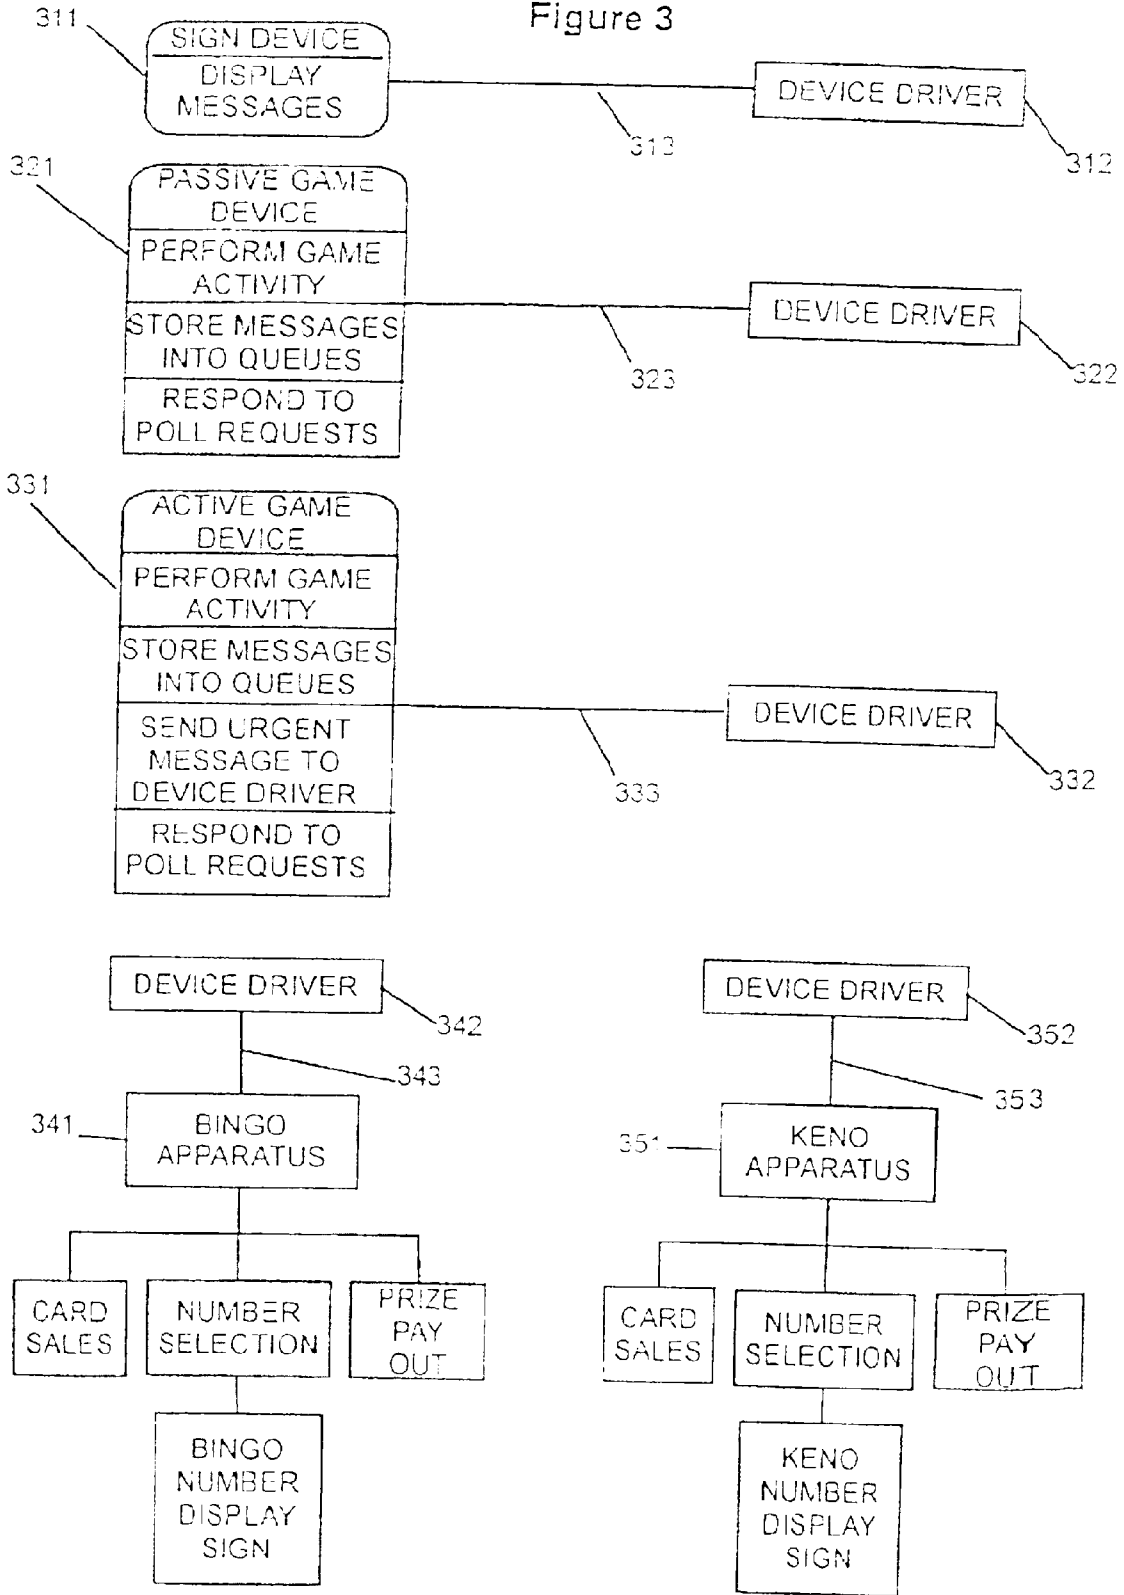 Figure 3
311
SIGN DEVICE
DISPLAY
MESSAGES
DEVICE DRIVER
313
312
321
PASSIVE GAME
DEVICE
PERFORM GAME
ACTIVITY
STORE MESSAGES
INTO QUEUES
RESPOND TO
POLL REQUESTS
DEVICE DRIVER
323
322
331
ACTIVE GAME
DEVICE
PERFORM GAME
ACTIVITY
STORE MESSAGES
INTO QUEUES
SEND URGENT
MESSAGE TO
DEVICE DRIVER
RESPOND TO
POLL REQUESTS
DEVICE DRIVER
333
332
DEVICE DRIVER
342
343
341
BINGO
APPARATUS
CARD
SALES
NUMBER
SELECTION
PRIZE
PAY
OUT
BINGO
NUMBER
DISPLAY
SIGN
DEVICE DRIVER
352
353
351
KENO
APPARATUS
CARD
SALES
NUMBER
SELECTION
PRIZE
PAY
OUT
KENO
NUMBER
DISPLAY
SIGN